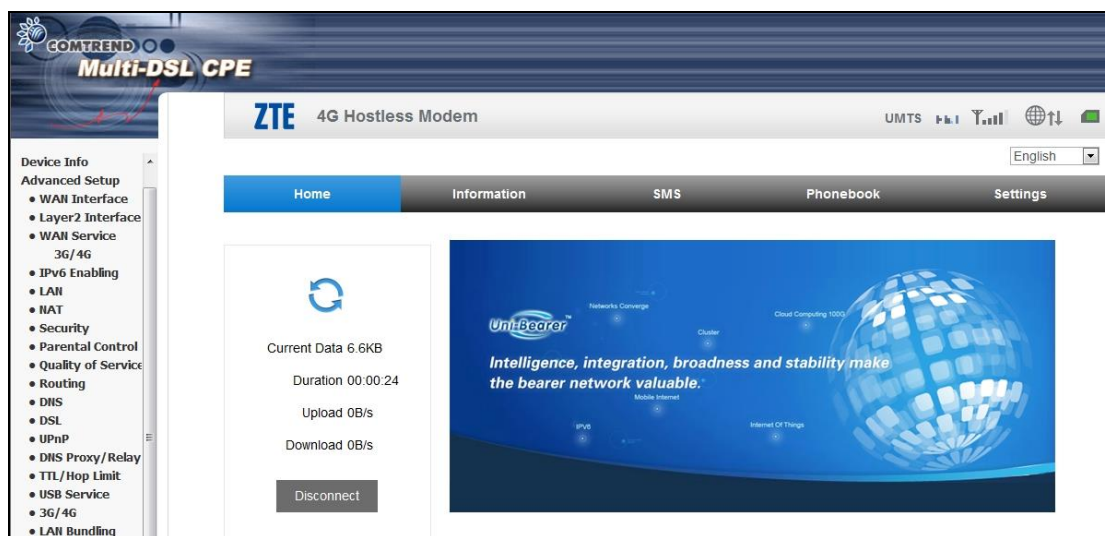 COMTREND
Multi-DSL CPE
ZTE 4G Hostless Modem
UMTS
English
Device Info
Advanced Setup
WAN Interface
Layer2 Interface
WAN Service
3G/4G
IPv6 Enabling
LAN
NAT
Security
Parental Control
Quality of Service
Routing
DNS
DSL
UPnP
DNS Proxy/Relay
TTL/Hop Limit
USB Service
3G/4G
LAN Bundling
Home Information SMS Phonebook Settings
Current Data 6.6KB
Duration 00:00:24
Upload 0B/s
Download 0B/s
Disconnect
Uni-Bearer™
Networks Converge
Cloud Computing 100G
Cluster
Intelligence, integration, broadness and stability make
the bearer network valuable.
Mobile Internet
IPV6
Internet Of Things